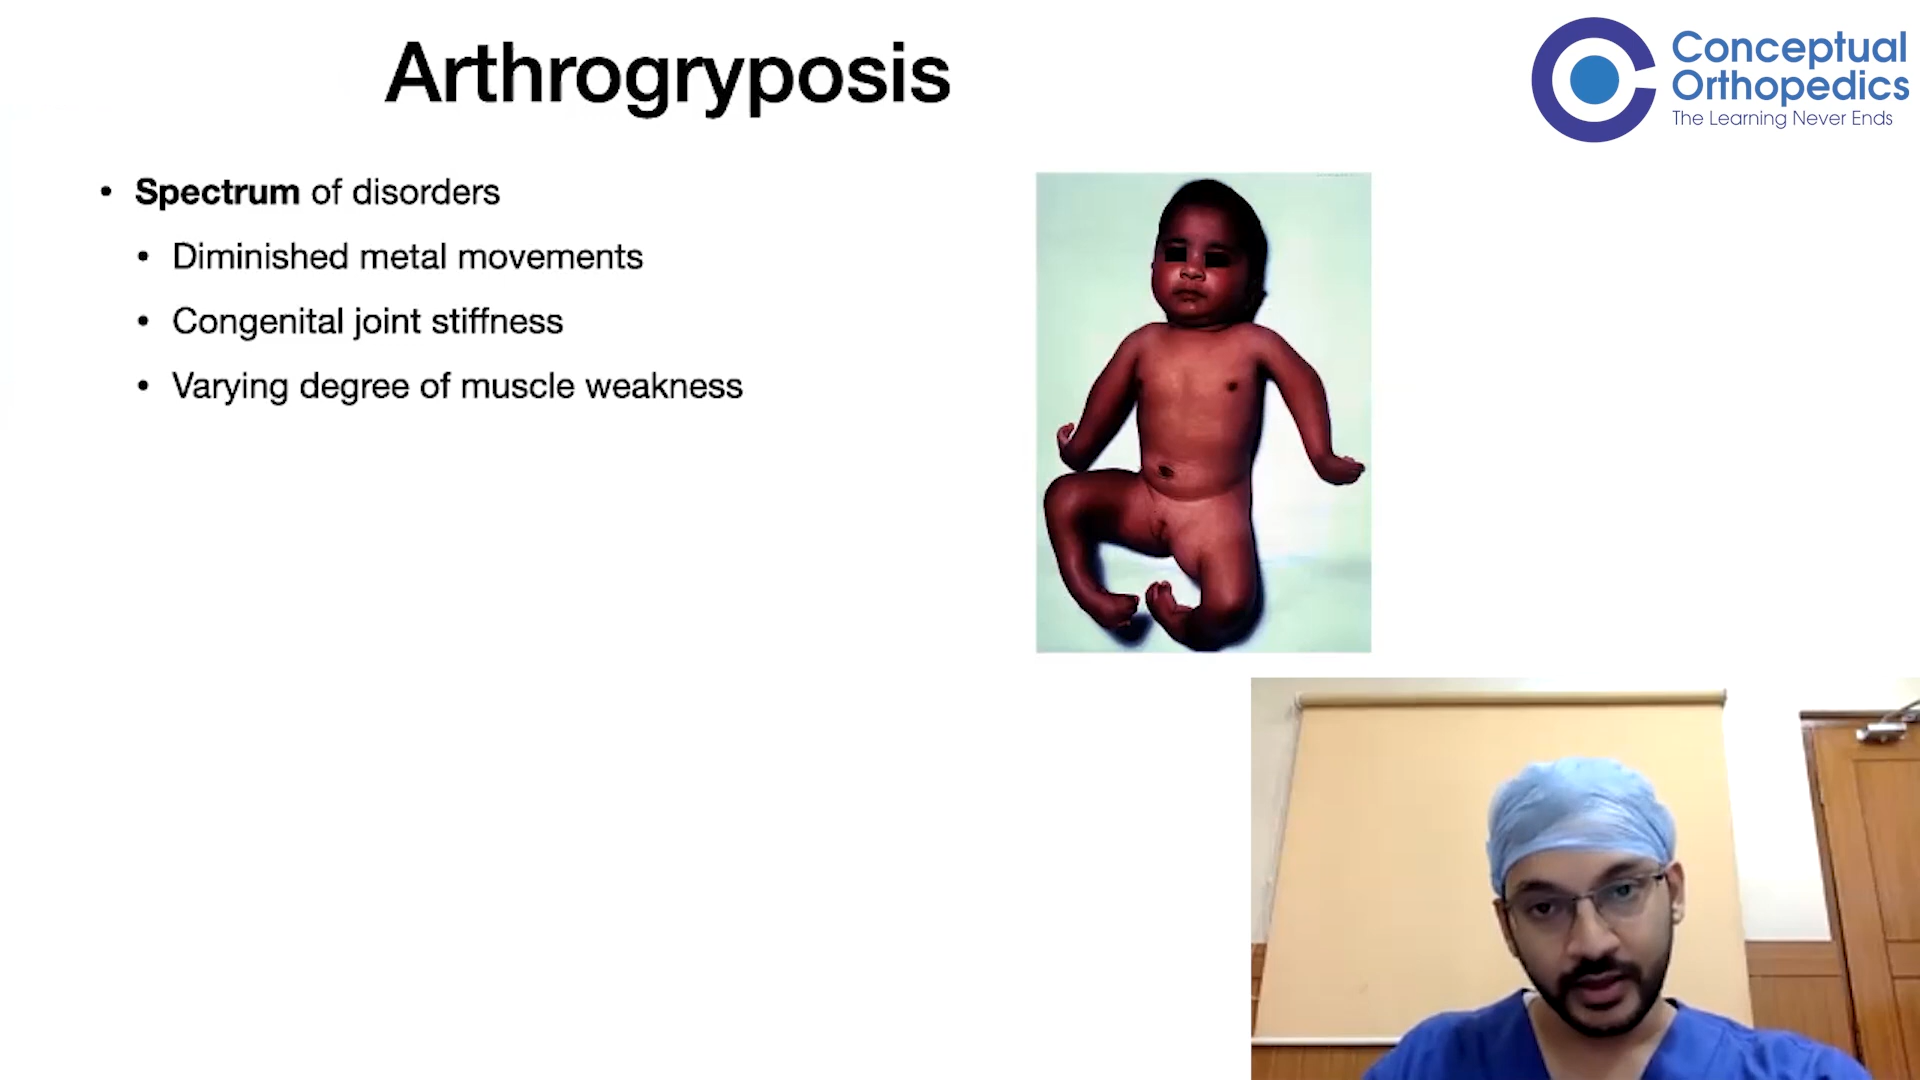 Arthrogryposis
Conceptual
Orthopedics
The Learning Never Ends
• Spectrum of disorders
• Diminished metal movements
• Congenital joint stiffness
• Varying degree of muscle weakness